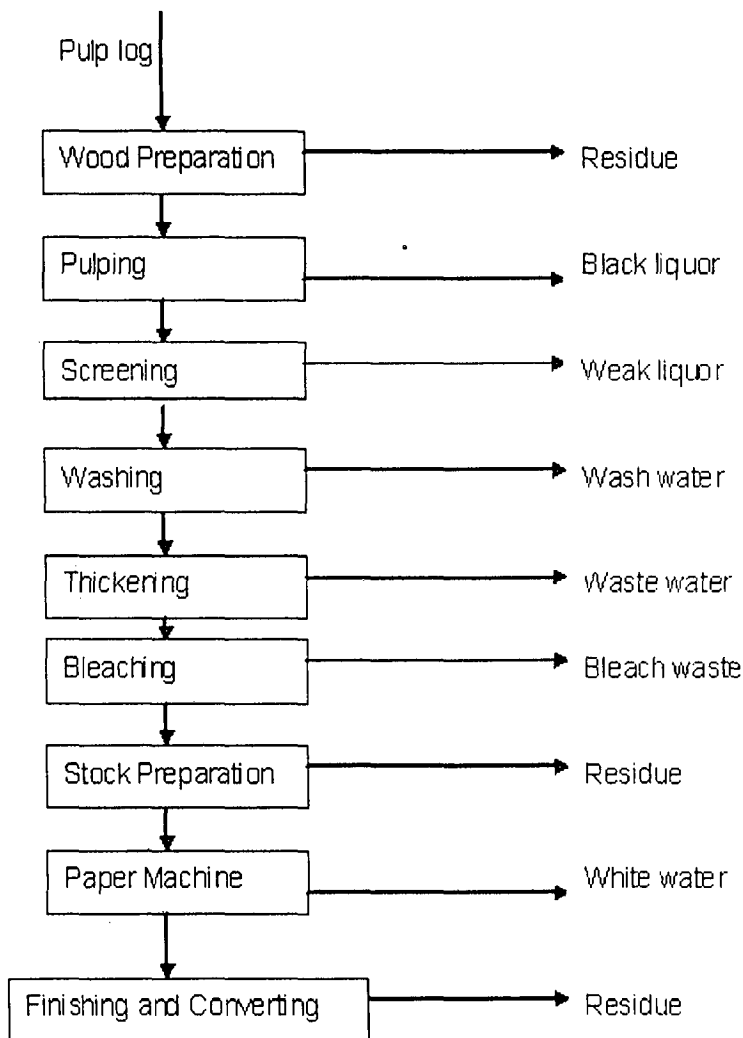 Pulp log
Wood Preparation
Residue
Pulping
Black liquor
Screening
Weak liquor
Washing
Wash water
Thickening
Waste water
Bleaching
Bleach waste
Stock Preparation
Residue
Paper Machine
White water
Finishing and Converting
Residue